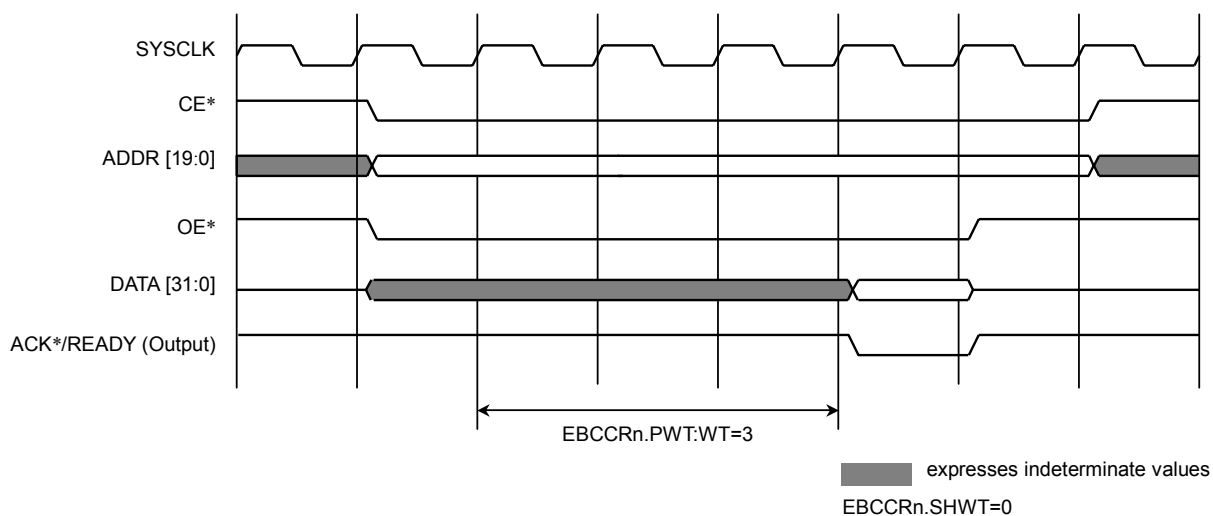 SYSCLK
CE*
ADDR [19:0]
OE*
DATA [31:0]
ACK*/READY (Output)
EBCCRn.PWT:WT=3
expresses indeterminate values
EBCCRn.SHWT=0